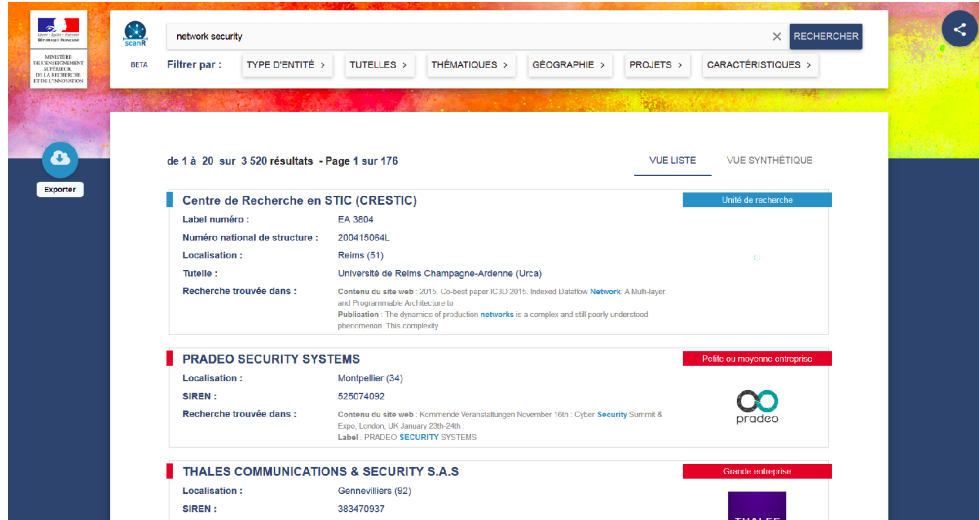 Liberté • Égalité • Fraternité
RÉPUBLIQUE FRANÇAISE
MINISTÈRE
DE L'ENSEIGNEMENT
SUPÉRIEUR,
DE LA RECHERCHE
ET DE L'INNOVATION
scanR
BETA
network security
RECHERCHER
Filtrer par :
TYPE D'ENTITÉ >
TUTELLES >
THÉMATIQUES >
GÉOGRAPHIE >
PROJETS >
CARACTÉRISTIQUES >
Exporter
de 1 à 20 sur 3 520 résultats - Page 1 sur 176
VUE LISTE
VUE SYNTHÉTIQUE
Centre de Recherche en STIC (CRESTIC)
Unité de recherche
Label numéro : EA 3804
Numéro national de structure : 200415064L
Localisation : Reims (51)
Tutelle : Université de Reims Champagne-Ardenne (Urca)
Recherche trouvée dans : Contenu du site web : 2015. Co-best paper IC3D 2015. Indexed Dataflow Network: A Multi-layer
and Programmable Architecture to
Publication : The dynamics of production networks is a complex and still poorly understood
phenomenon. This complexity
PRADEO SECURITY SYSTEMS
Petite ou moyenne entreprise
Localisation : Montpellier (34)
SIREN : 525074092
Recherche trouvée dans : Contenu du site web : Kommende Veranstaltungen November 16th : Cyber Security Summit &
Expo, London, UK January 23th-24th :
Label : PRADEO SECURITY SYSTEMS
pradeo
THALES COMMUNICATIONS & SECURITY S.A.S
Grande entreprise
Localisation : Gennevilliers (92)
SIREN : 383470937